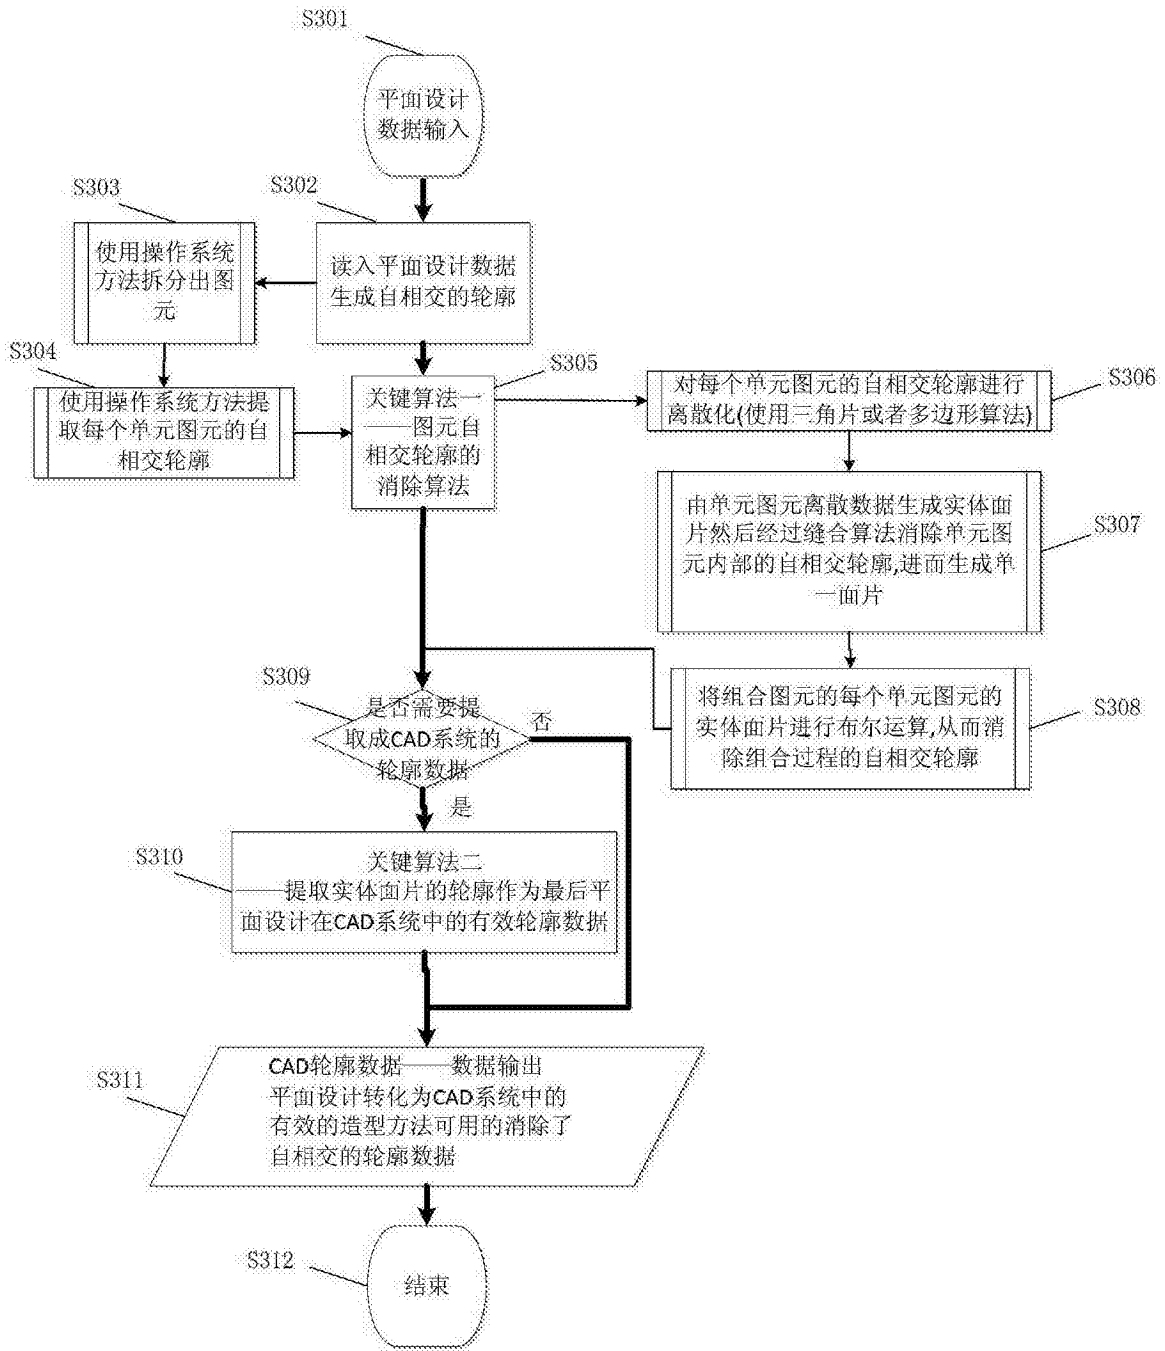 S301
平面设计
数据输入
S302
读入平面设计数据
生成自相交的轮廓
S303
使用操作系统
方法拆分出图
元
S304
使用操作系统方法提
取每个单元图元的自
相交轮廓
S305
关键算法一
——图元自
相交轮廓的
消除算法
S306
对每个单元图元的自相交轮廓进行
离散化(使用三角片或者多边形算法)
S307
由单元图元离散数据生成实体面
片然后经过缝合算法消除单元图
元内部的自相交轮廓,进而生成单
一面片
S308
将组合图元的每个单元图元的
实体面片进行布尔运算,从而消
除组合过程的自相交轮廓
S309
是否需要提
取成CAD系统的
轮廓数据
否
是
S310
关键算法二
——提取实体面片的轮廓作为最后平
面设计在CAD系统中的有效轮廓数据
S311
CAD轮廓数据——数据输出
平面设计转化为CAD系统中的
有效的造型方法可用的消除了
自相交的轮廓数据
S312
结束